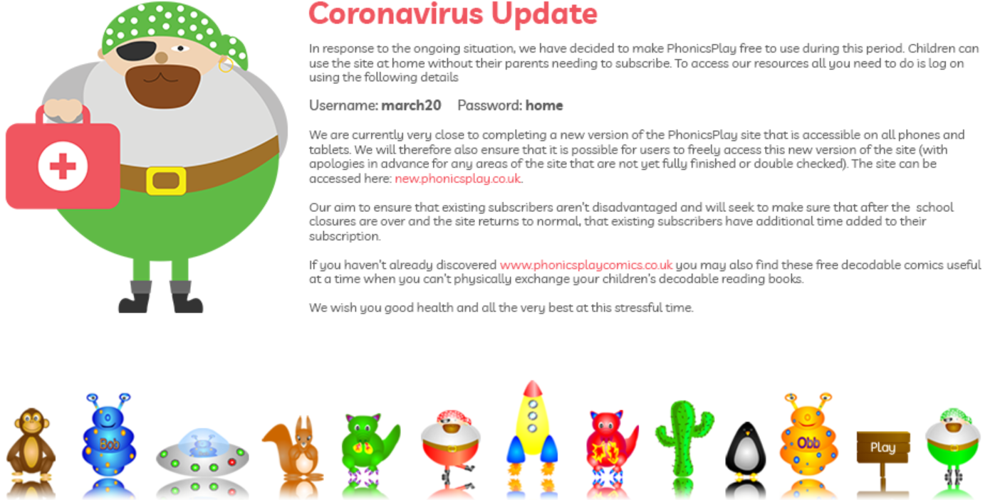 Coronavirus Update
In response to the ongoing situation, we have decided to make PhonicsPlay free to use during this period. Children can
use the site at home without their parents needing to subscribe. To access our resources all you need to do is log on
using the following details
Username: march20 Password: home
We are currently very close to completing a new version of the PhonicsPlay site that is accessible on all phones and
tablets. We will therefore also ensure that it is possible for users to freely access this new version of the site (with
apologies in advance for any areas of the site that are not yet fully finished or double checked). The site can be
accessed here: new.phonicsplay.co.uk.
Our aim to ensure that existing subscribers aren't disadvantaged and will seek to make sure that after the school
closures are over and the site returns to normal, that existing subscribers have additional time added to their
subscription.
If you haven't already discovered www.phonicsplaycomics.co.uk you may also find these free decodable comics useful
at a time when you can't physically exchange your children's decodable reading books.
We wish you good health and all the very best at this stressful time.
Bob
Obb
Play